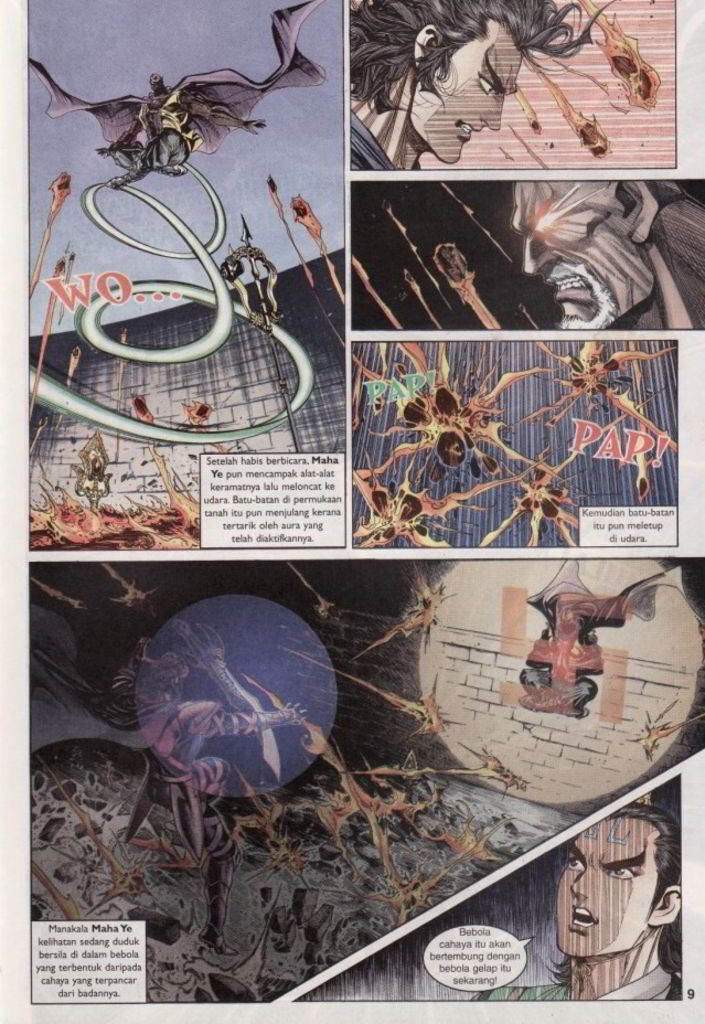 WO...
Setelah habis berbicara, Maha
Ye pun mencampak alat-alat
keramatnya lalu meloncat ke
udara. Batu-batan di permukaan
tanah itu pun menjunam kerana
tertarik oleh aura yang
telah diaktifkannya.
PAP!
PAP!
Kemudian batu-batan
itu pun meletup
di udara.
Manakala Maha Ye
kelihatan sedang duduk
bersila di dalam bebola
yang terbentuk daripada
cahaya yang terpancar
dari badannya.
Bebola
cahaya itu akan
bertembung dengan
bebola gelap itu
sekarang!
9